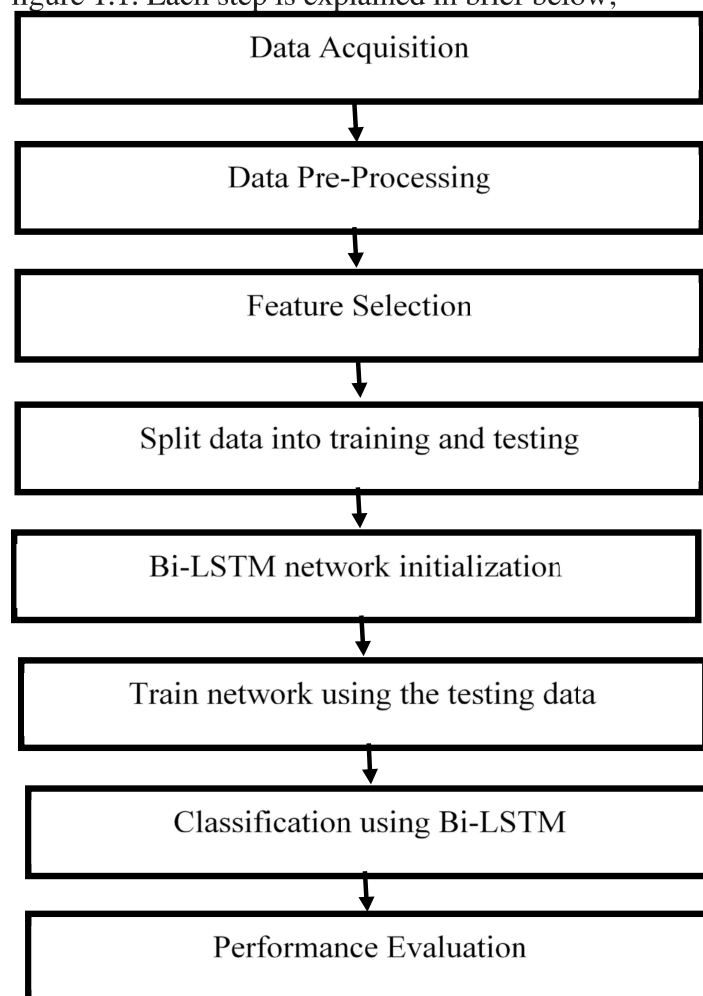 figure 1.1. Each step is explained in brief below;
Data Acquisition
Data Pre-Processing
Feature Selection
Split data into training and testing
Bi-LSTM network initialization
Train network using the testing data
Classification using Bi-LSTM
Performance Evaluation